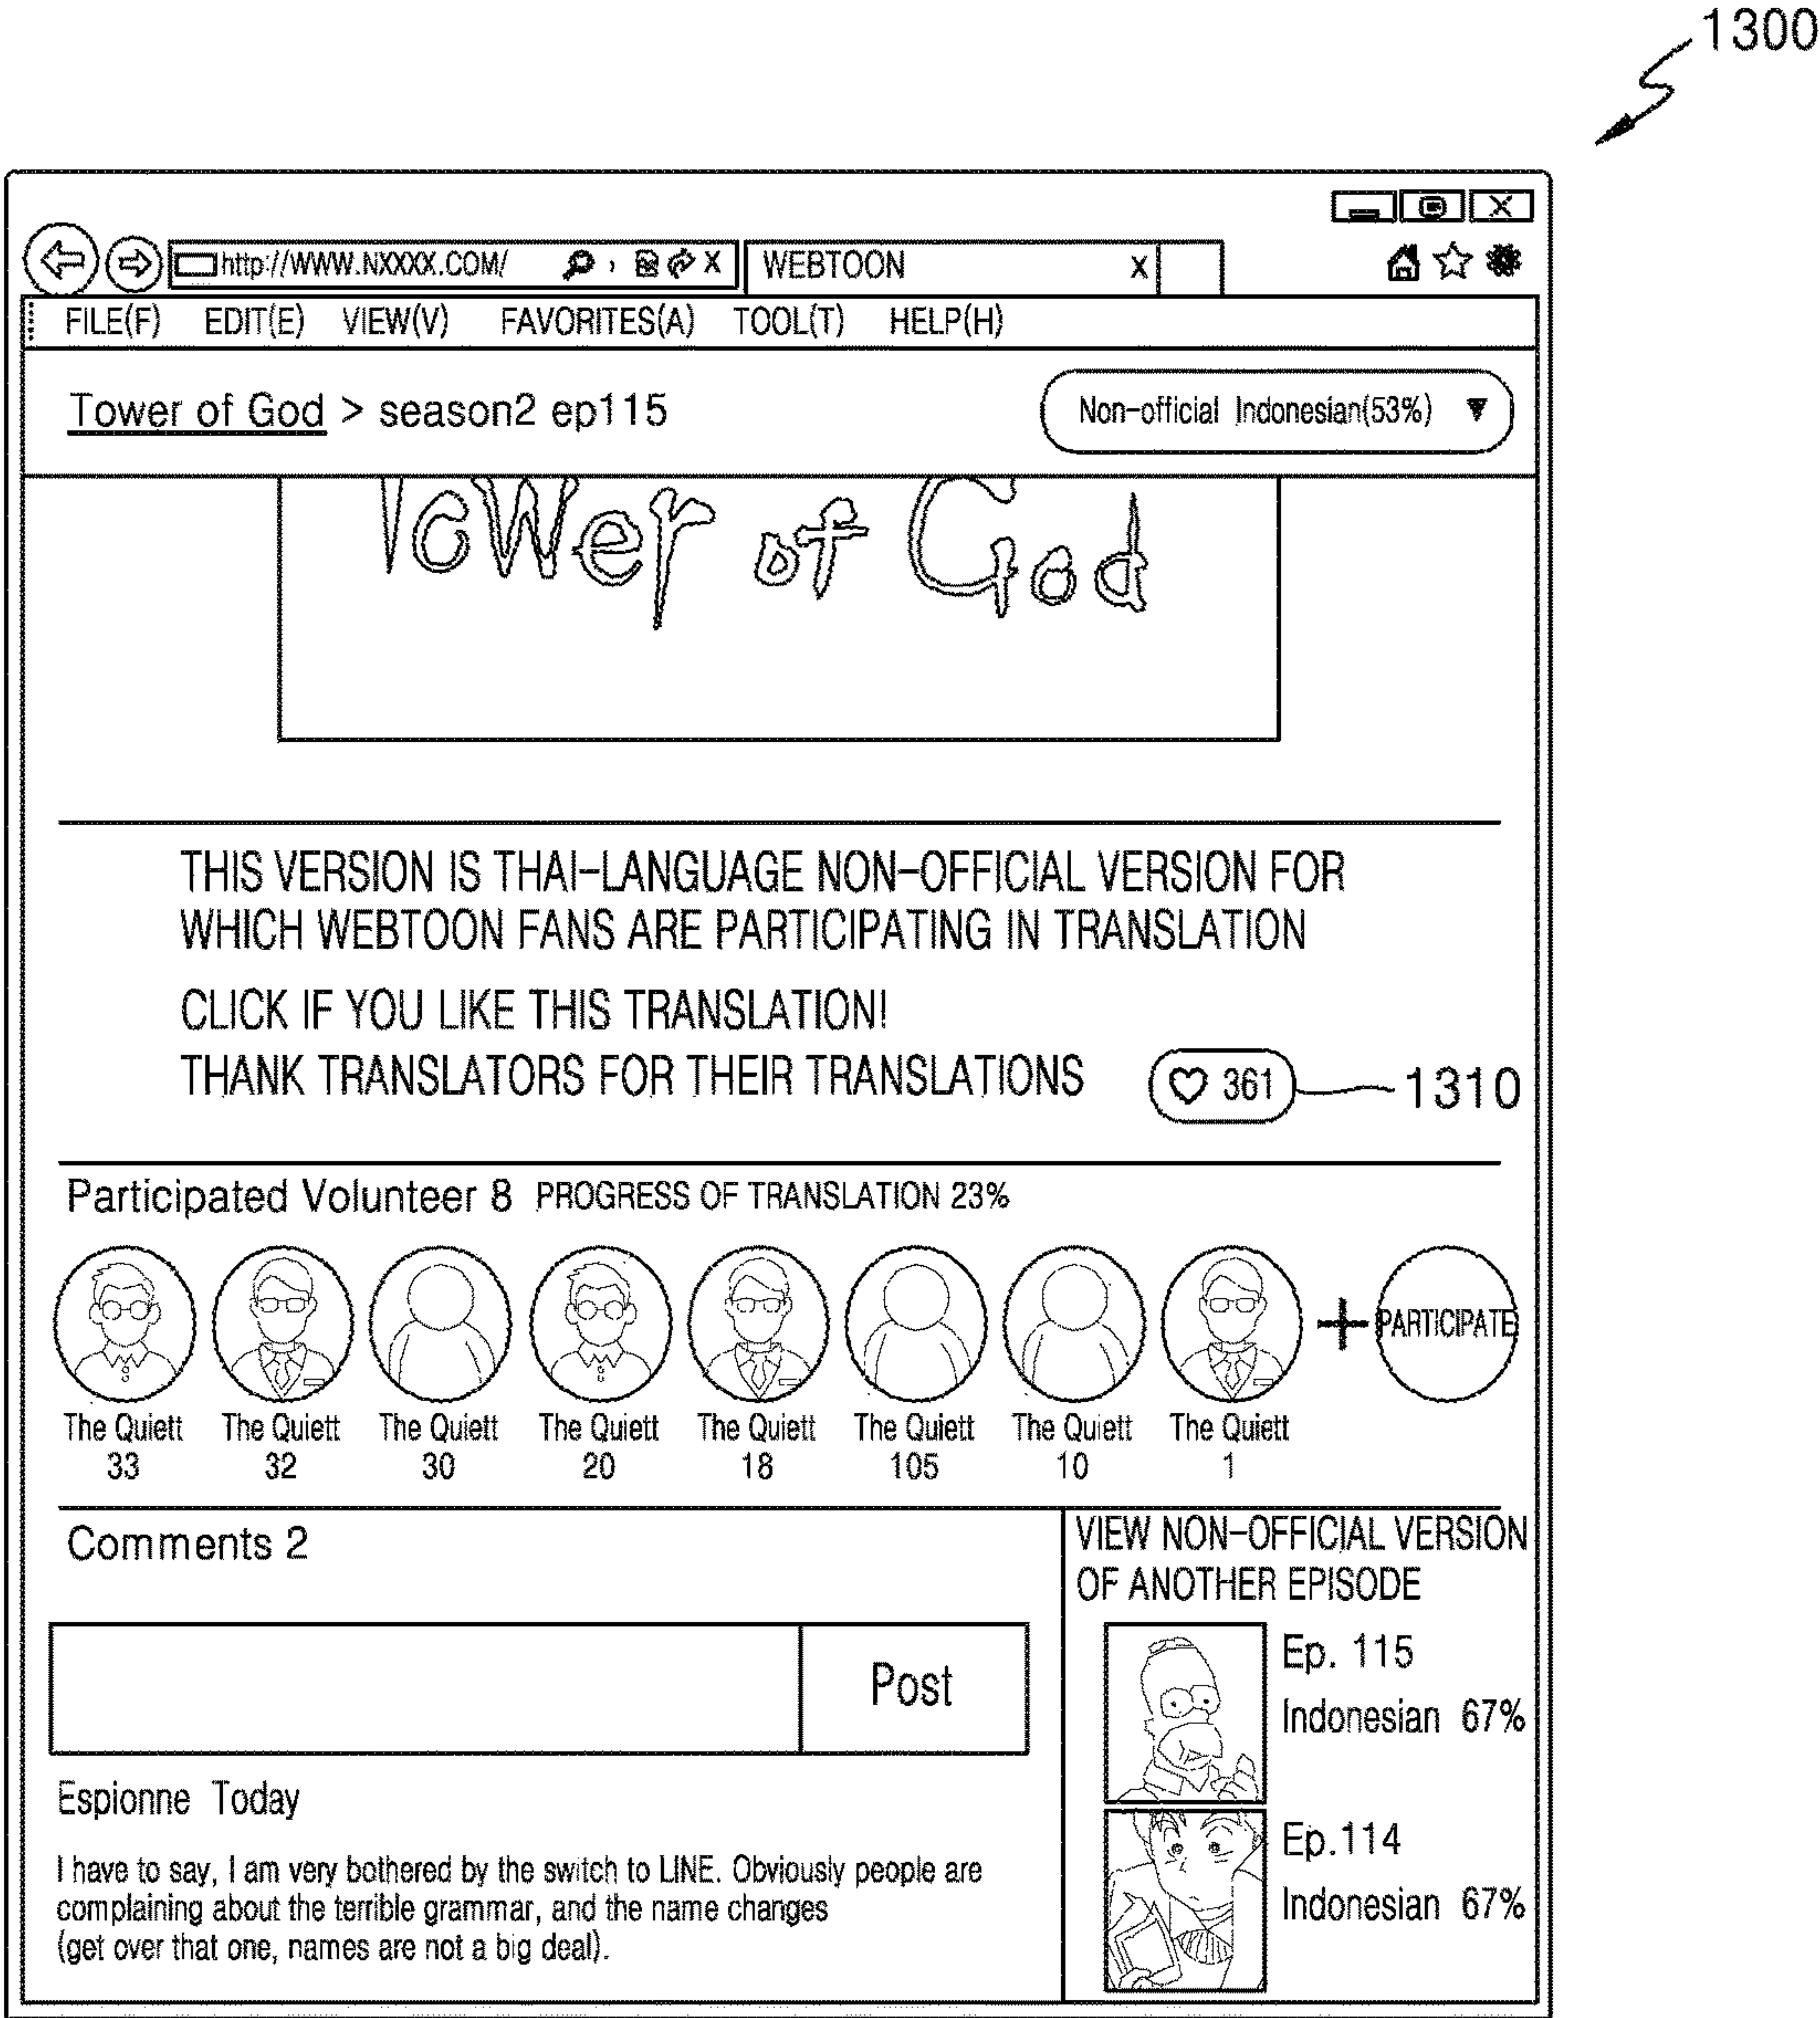 1300
http://WWW.NXXXX.COM/ X WEBTOON X
FILE(F) EDIT(E) VIEW(V) FAVORITES(A) TOOL(T) HELP(H)
Tower of God > season2 ep115
Non-official Indonesian(53%) ▼
Tower of God
THIS VERSION IS THAI-LANGUAGE NON-OFFICIAL VERSION FOR
WHICH WEBTOON FANS ARE PARTICIPATING IN TRANSLATION
CLICK IF YOU LIKE THIS TRANSLATION!
THANK TRANSLATORS FOR THEIR TRANSLATIONS ♡ 361 1310
Participated Volunteer 8 PROGRESS OF TRANSLATION 23%
+ PARTICIPATE
The Quiett The Quiett The Quiett The Quiett The Quiett The Quiett The Quiett The Quiett
33 32 30 20 18 105 10 1
Comments 2
Post
Espionne Today
I have to say, I am very bothered by the switch to LINE. Obviously people are
complaining about the terrible grammar, and the name changes
(get over that one, names are not a big deal).
VIEW NON-OFFICIAL VERSION
OF ANOTHER EPISODE
Ep. 115
Indonesian 67%
Ep.114
Indonesian 67%